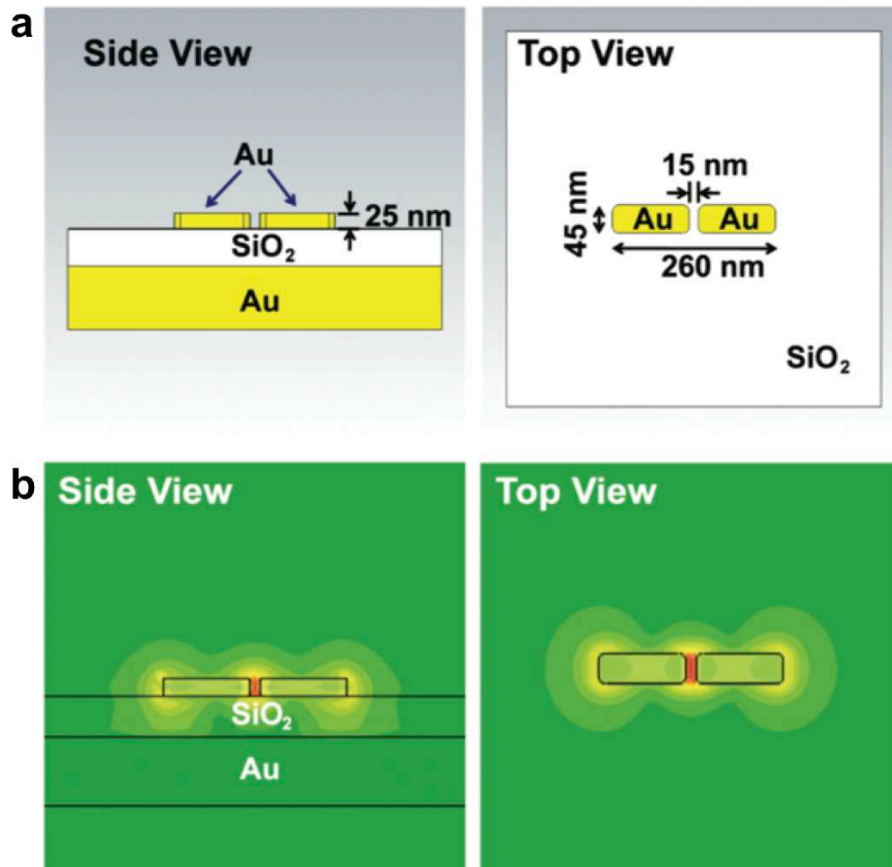 a
Side View
Au
25 nm
SiO₂
Au
Top View
15 nm
45 nm
Au Au
260 nm
SiO₂
b
Side View
SiO₂
Au
Top View